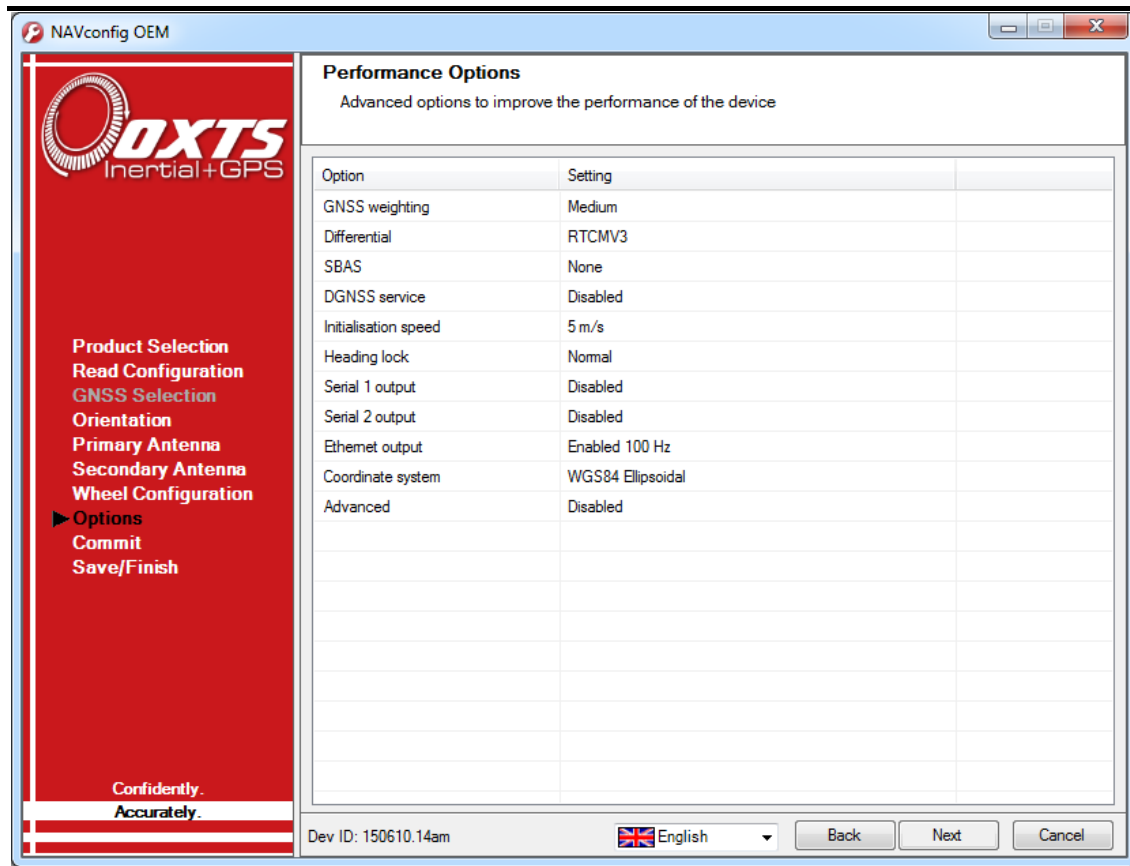 NAVconfig OEM
OXTS
Inertial+GPS
Product Selection
Read Configuration
GNSS Selection
Orientation
Primary Antenna
Secondary Antenna
Wheel Configuration
Options
Commit
Save/Finish
Confidently.
Accurately.
Performance Options
Advanced options to improve the performance of the device
Option Setting
GNSS weighting Medium
Differential RTCMV3
SBAS None
DGNSS service Disabled
Initialisation speed 5 m/s
Heading lock Normal
Serial 1 output Disabled
Serial 2 output Disabled
Ethernet output Enabled 100 Hz
Coordinate system WGS84 Ellipsoidal
Advanced Disabled
Dev ID: 150610.14am English Back Next Cancel